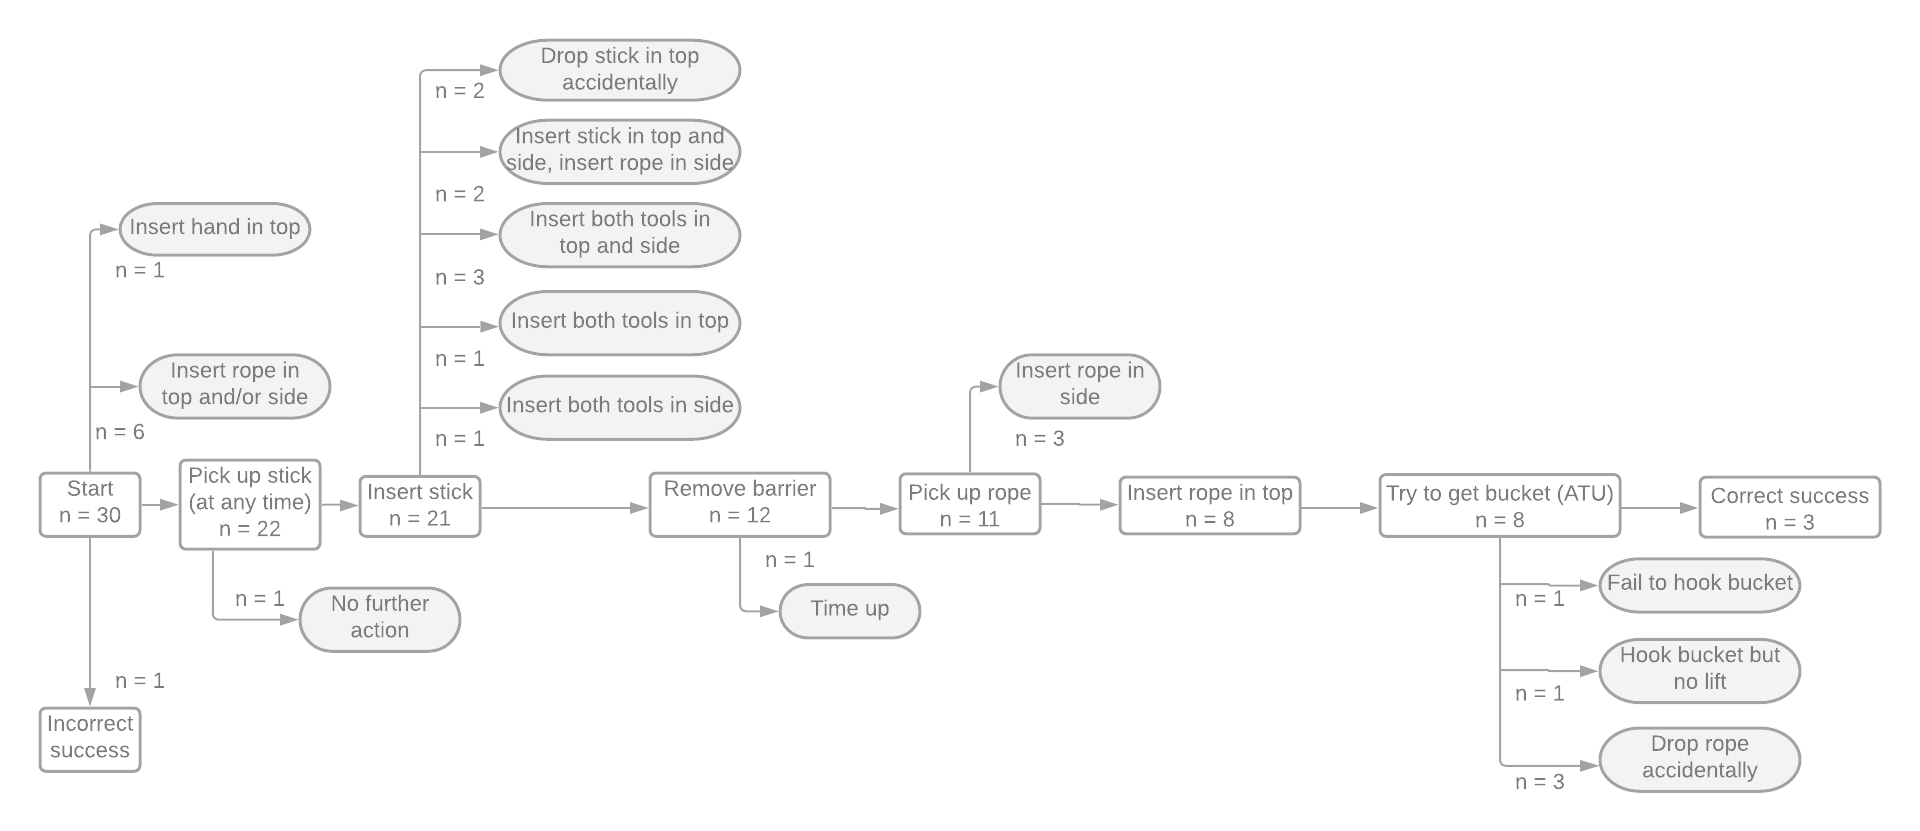 Drop stick in top
accidentally
n = 2
Insert stick in top and
side, insert rope in side
n = 2
Insert both tools in
top and side
n = 3
Insert both tools in top
n = 1
Insert both tools in side
n = 1
Insert hand in top
n = 1
Insert rope in
top and/or side
n = 6
Insert rope in
side
n = 3
Start
n = 30
Pick up stick
(at any time)
n = 22
Insert stick
n = 21
Remove barrier
n = 12
Pick up rope
n = 11
Insert rope in top
n = 8
Try to get bucket (ATU)
n = 8
Correct success
n = 3
n = 1
No further
action
n = 1
Time up
Fail to hook bucket
n = 1
Hook bucket but
no lift
n = 1
Drop rope
accidentally
n = 3
n = 1
Incorrect
success